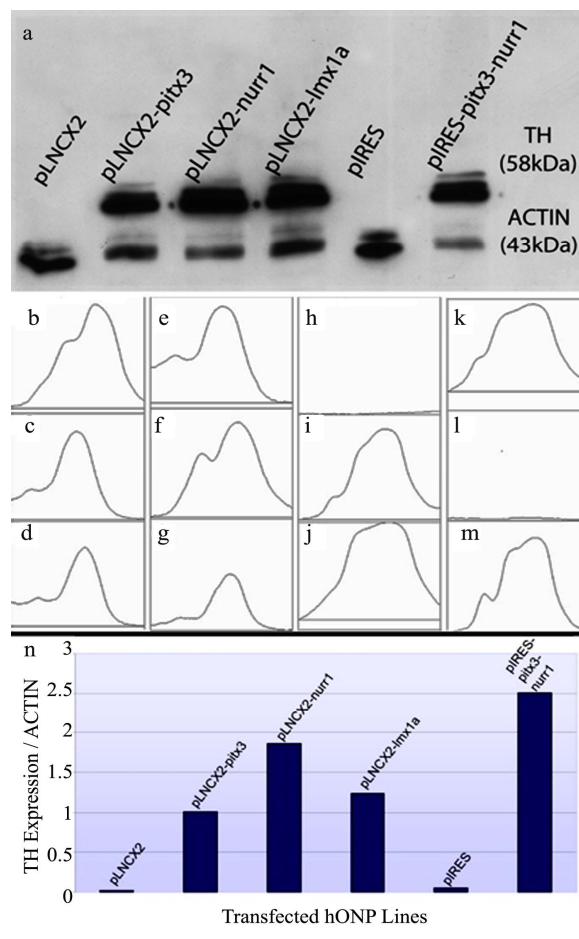 a
pLNCX2
pLNCX2-pitx3
pLNCX2-nurr1
pLNCX2-lmx1a
pIRES
pIRES-pitx3-nurr1
TH
(58kDa)
ACTIN
(43kDa)
b
e
h
k
c
f
i
l
d
g
j
m
n
3
2.5
2
1.5
1
0.5
0
TH Expression / ACTIN
pLNCX2
pLNCX2-pitx3
pLNCX2-nurr1
pLNCX2-lmx1a
pIRES
pIRES-
pitx3-
nurr1
Transfected hONP Lines